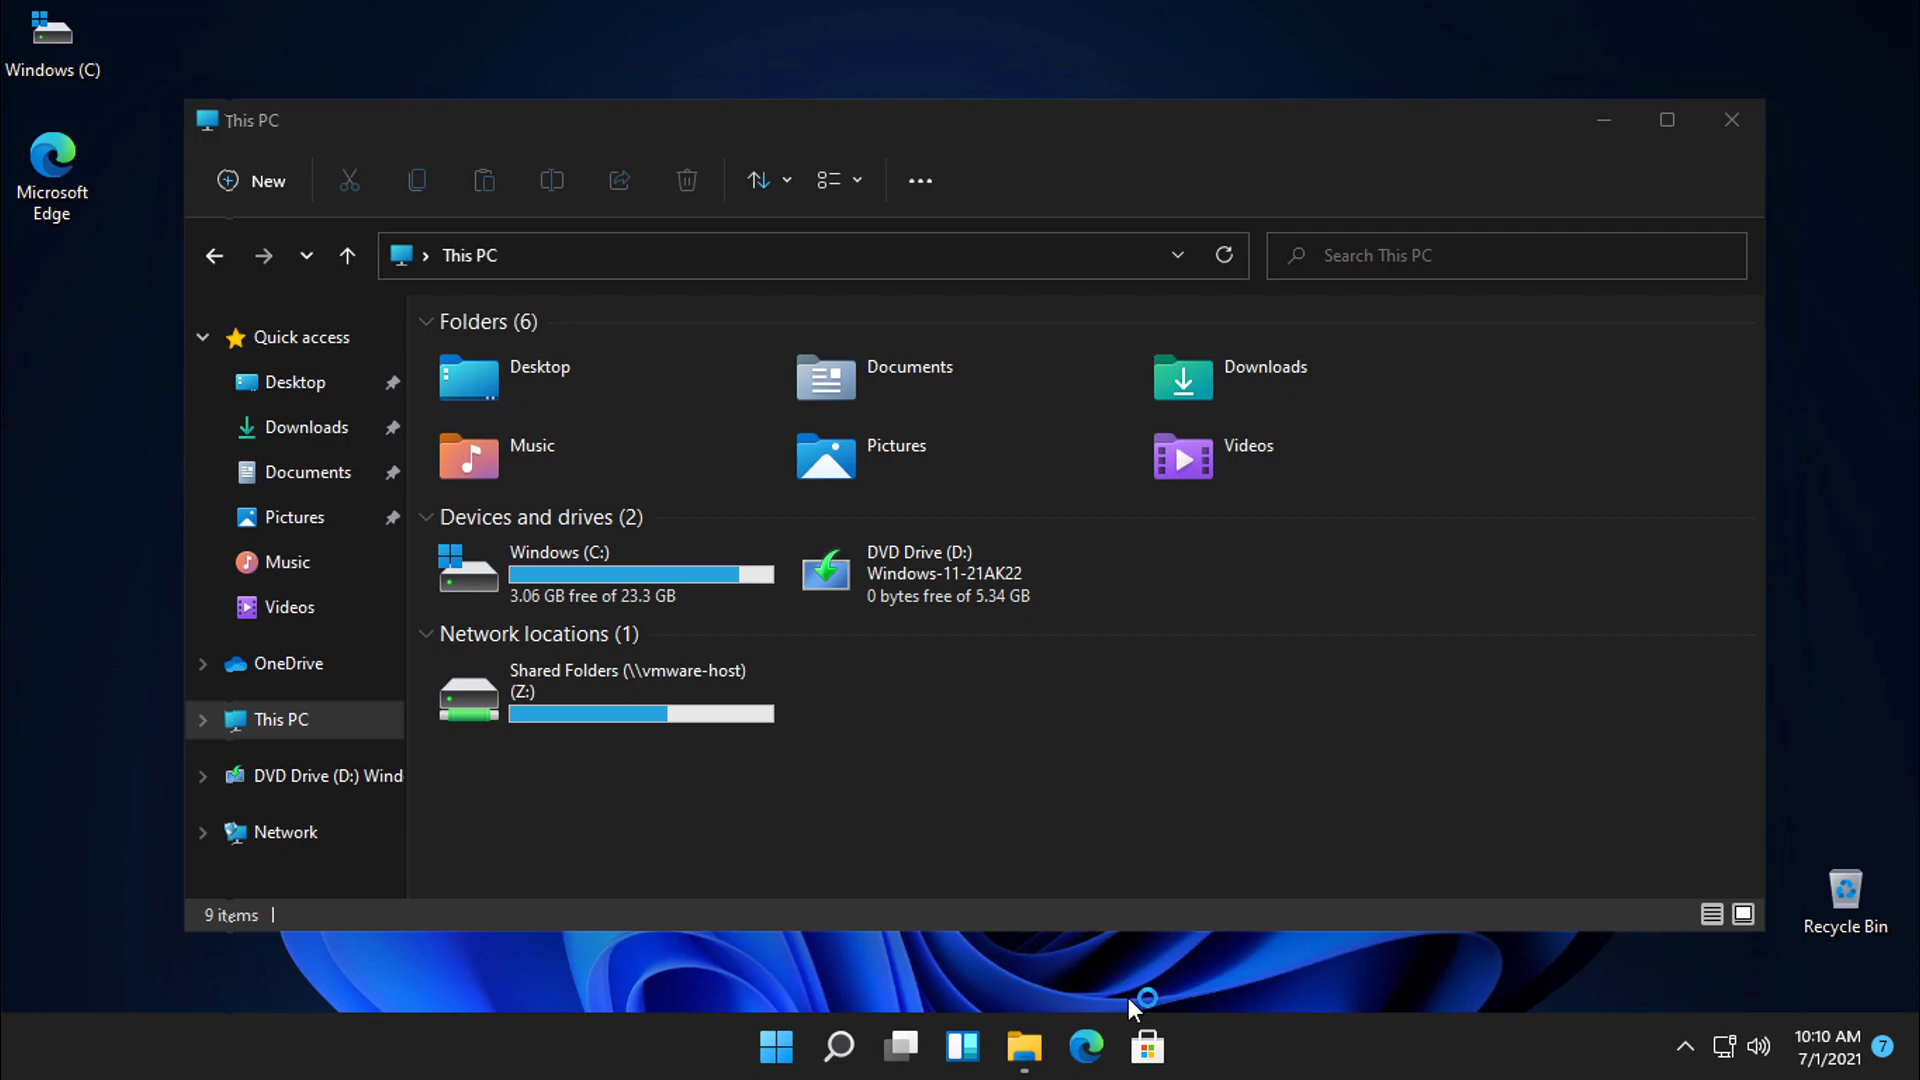 Windows (C)
Microsoft
Edge
This PC
New
This PC
Search This PC
Quick access
Desktop
Downloads
Documents
Pictures
Music
Videos
OneDrive
This PC
DVD Drive (D:) Wind
Network
Folders (6)
Desktop
Documents
Downloads
Music
Pictures
Videos
Devices and drives (2)
Windows (C:)
3.06 GB free of 23.3 GB
DVD Drive (D:)
Windows-11-21AK22
0 bytes free of 5.34 GB
Network locations (1)
Shared Folders (\\vmware-host)
(Z:)
9 items
Recycle Bin
10:10 AM
7/1/2021
7